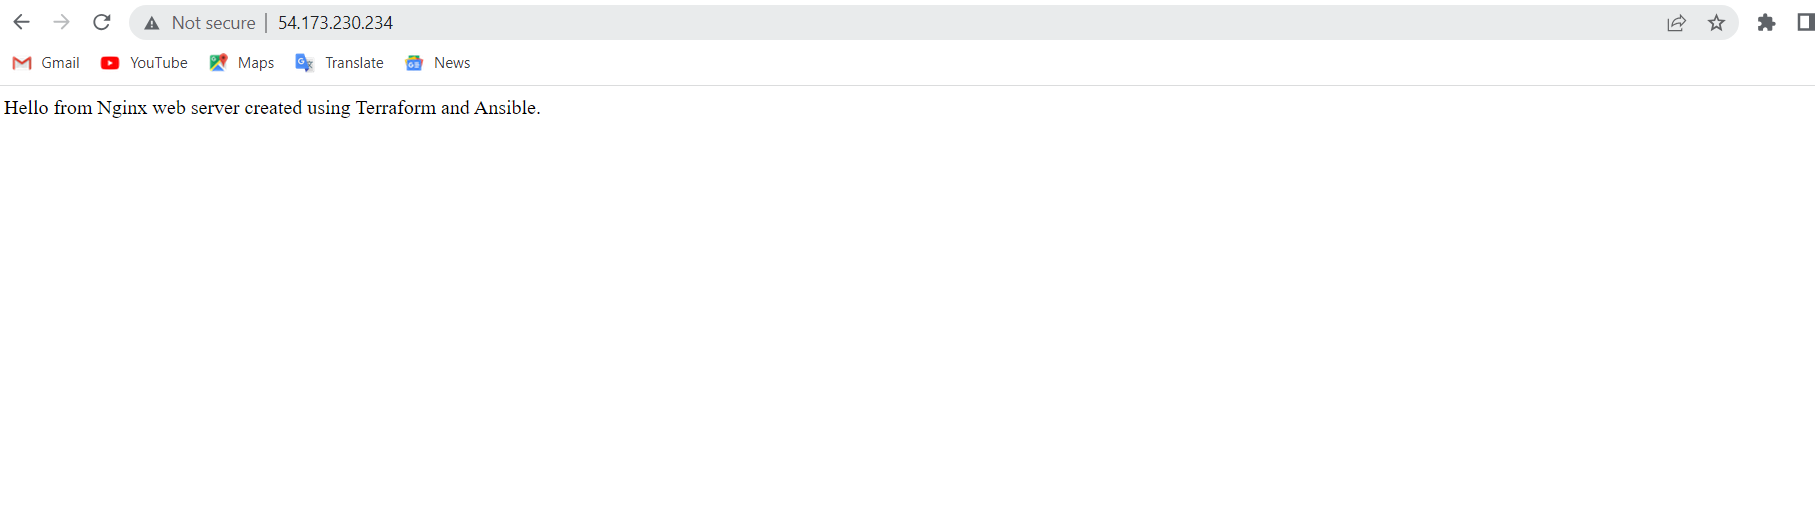 Not secure | 54.173.230.234
Gmail YouTube Maps Translate News
Hello from Nginx web server created using Terraform and Ansible.